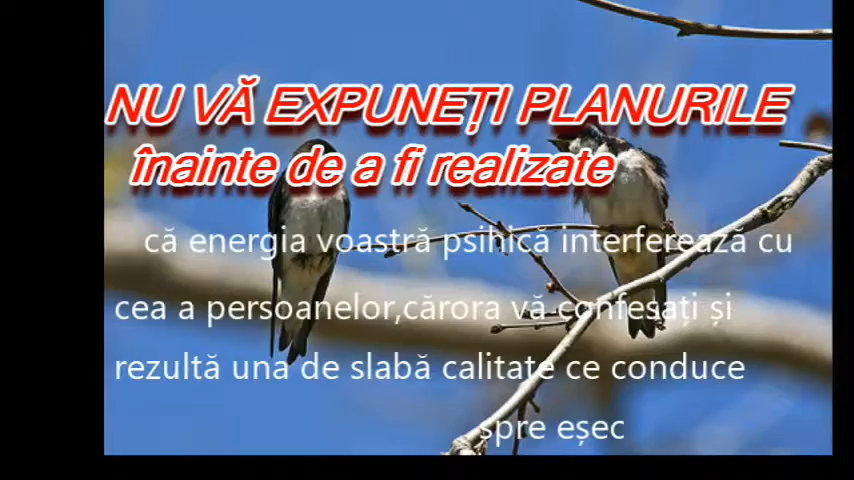 NU VĂ EXPUNEȚI PLANURILE
înainte de a fi realizate
că energia voastră psihică interferează cu
cea a persoanelor,cărora vă confesați și
rezultă una de slabă calitate ce conduce
spre eșec